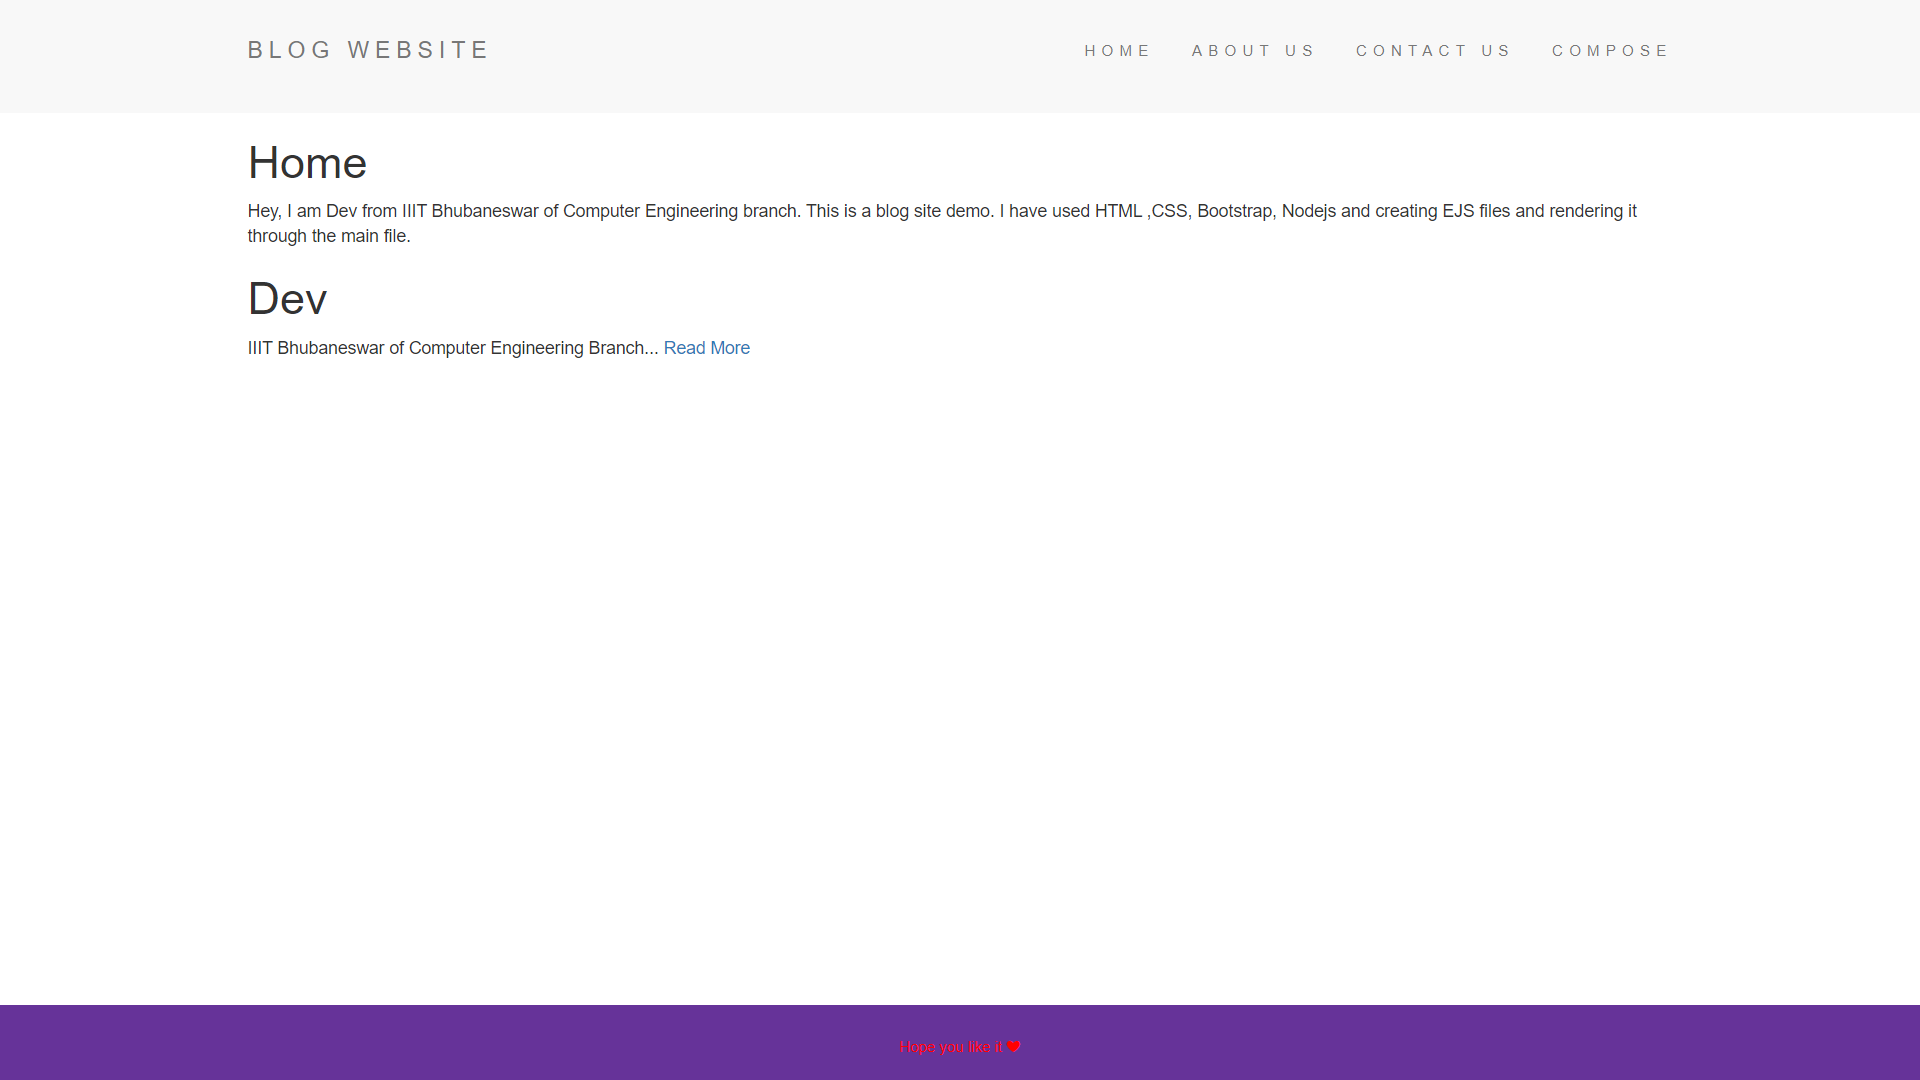 BLOG WEBSITE
HOME ABOUT US CONTACT US COMPOSE
Home
Hey, I am Dev from IIIT Bhubaneswar of Computer Engineering branch. This is a blog site demo. I have used HTML ,CSS, Bootstrap, Nodejs and creating EJS files and rendering it
through the main file.
Dev
IIIT Bhubaneswar of Computer Engineering Branch... Read More
Hope you like it ❤